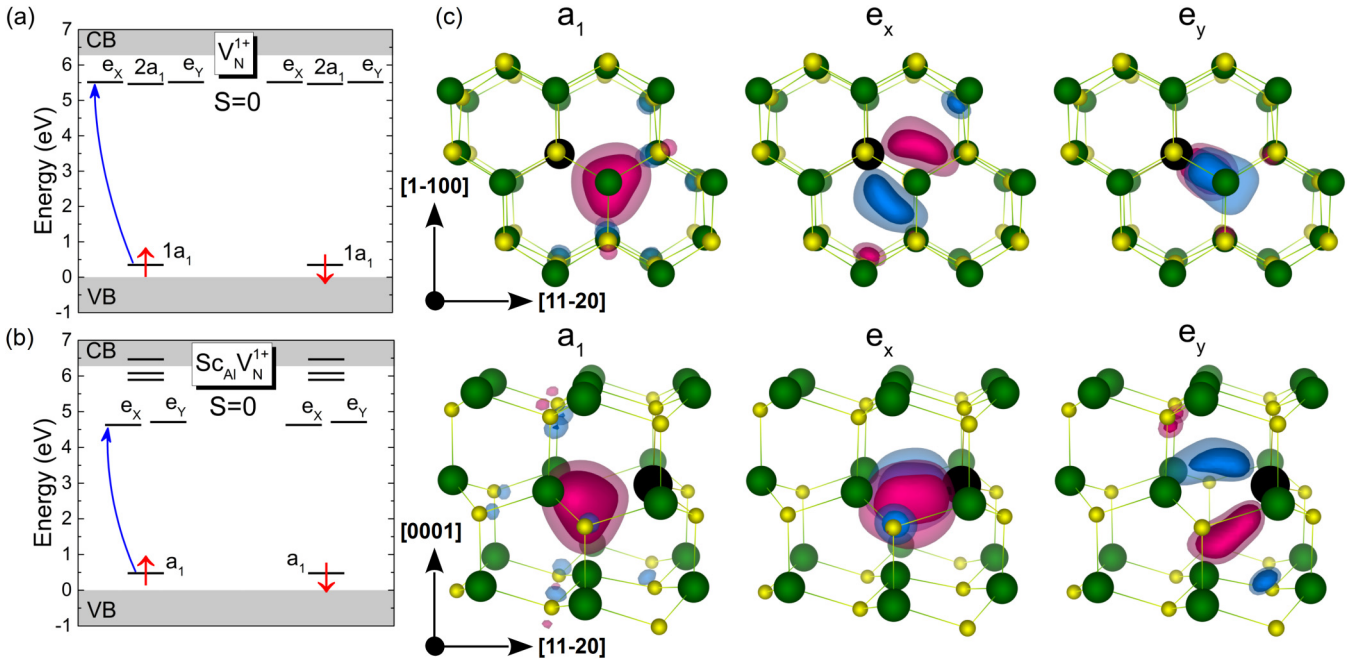 (a)
7
6
5
4
3
2
1
0
-1
Energy (eV)
CB
V_N^{1+}
e_X 2a_1 e_Y e_X 2a_1 e_Y
S=0
1a_1 1a_1
VB
(b)
7
6
5
4
3
2
1
0
-1
Energy (eV)
CB
Sc_{Al}V_N^{1+}
e_X e_Y S=0 e_X e_Y
a_1 a_1
VB
(c)
a_1 e_x e_y
[1-100]
[11-20]
a_1 e_x e_y
[0001]
[11-20]